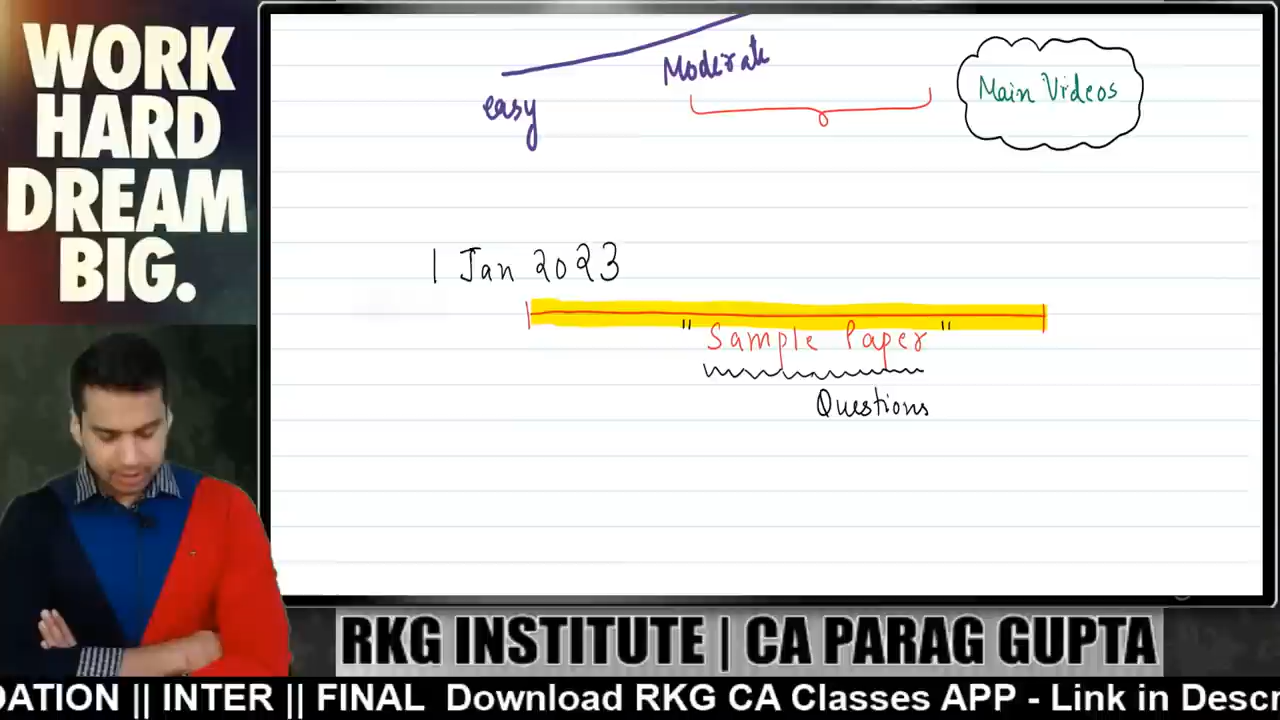 WORK
HARD
DREAM
BIG.
Moderate
easy
Main Videos
1 Jan 2023
" Sample Paper "
Questions
RKG INSTITUTE | CA PARAG GUPTA
DATION || INTER || FINAL Download RKG CA Classes APP - Link in Descr